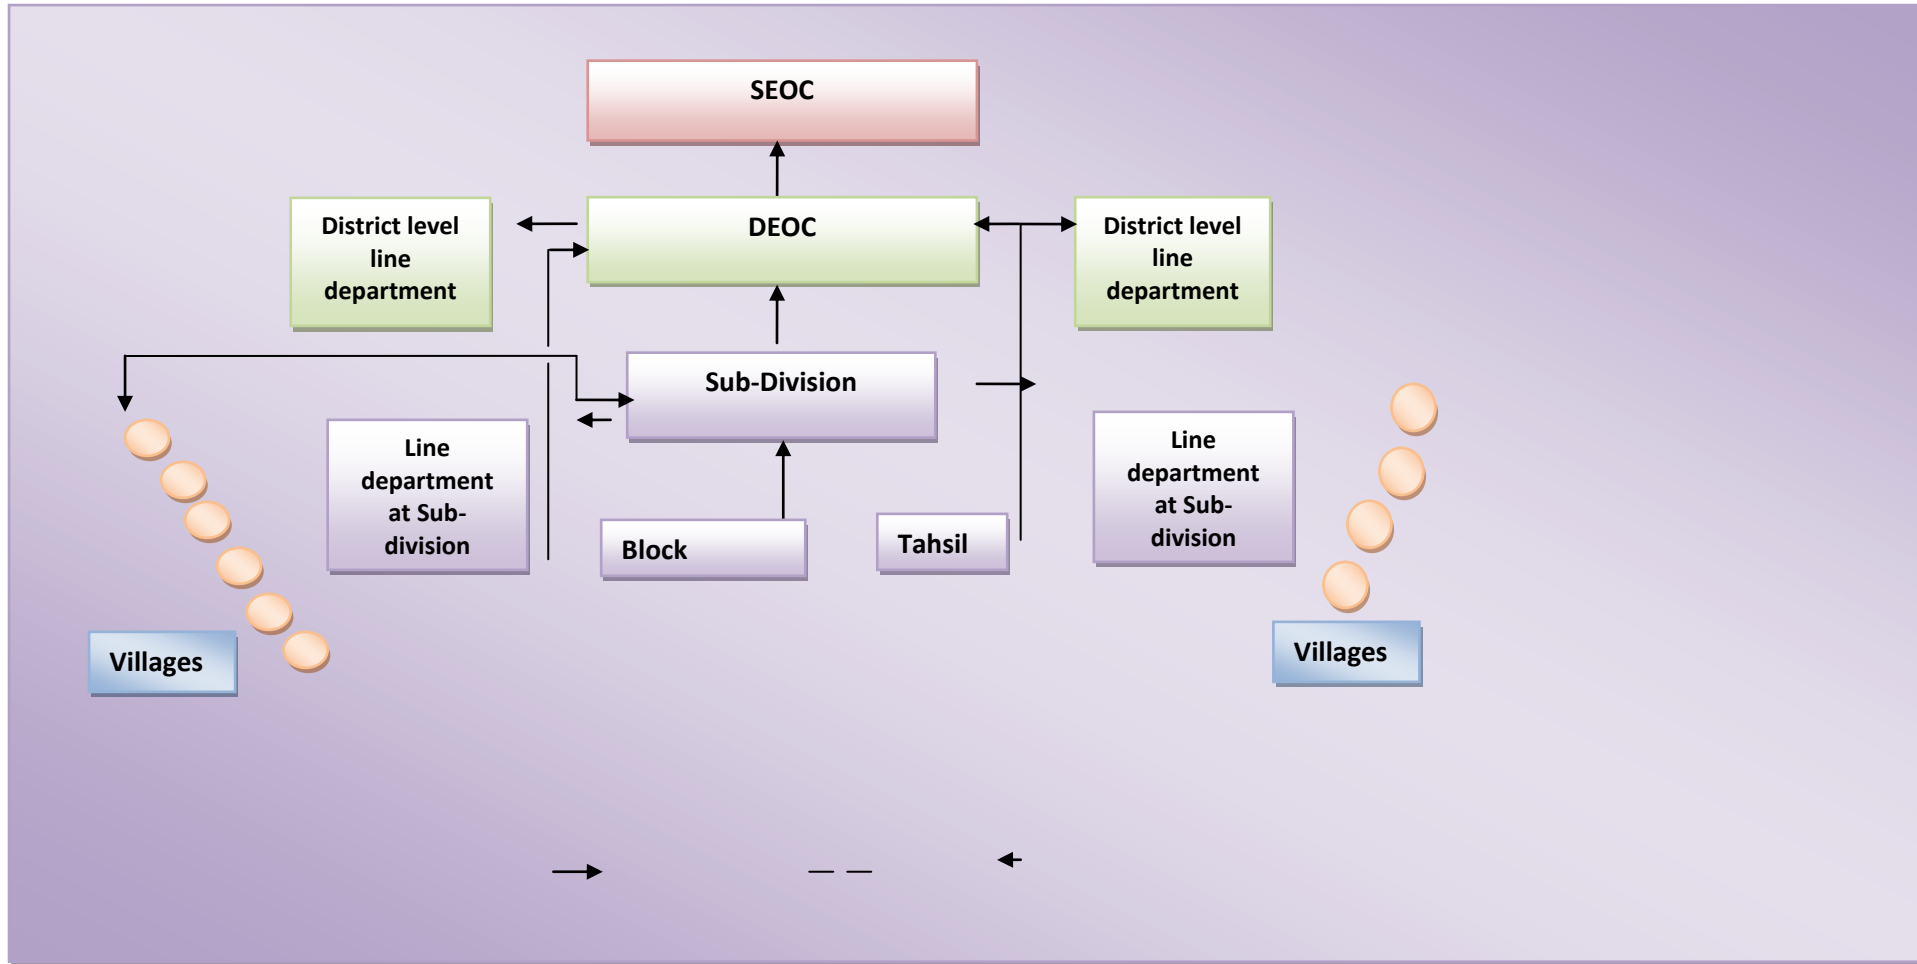 SEOC
District level
line
department
DEOC
District level
line
department
Sub-Division
Line
department
at Sub-
division
Block
Tahsil
Line
department
at Sub-
division
Villages
Villages